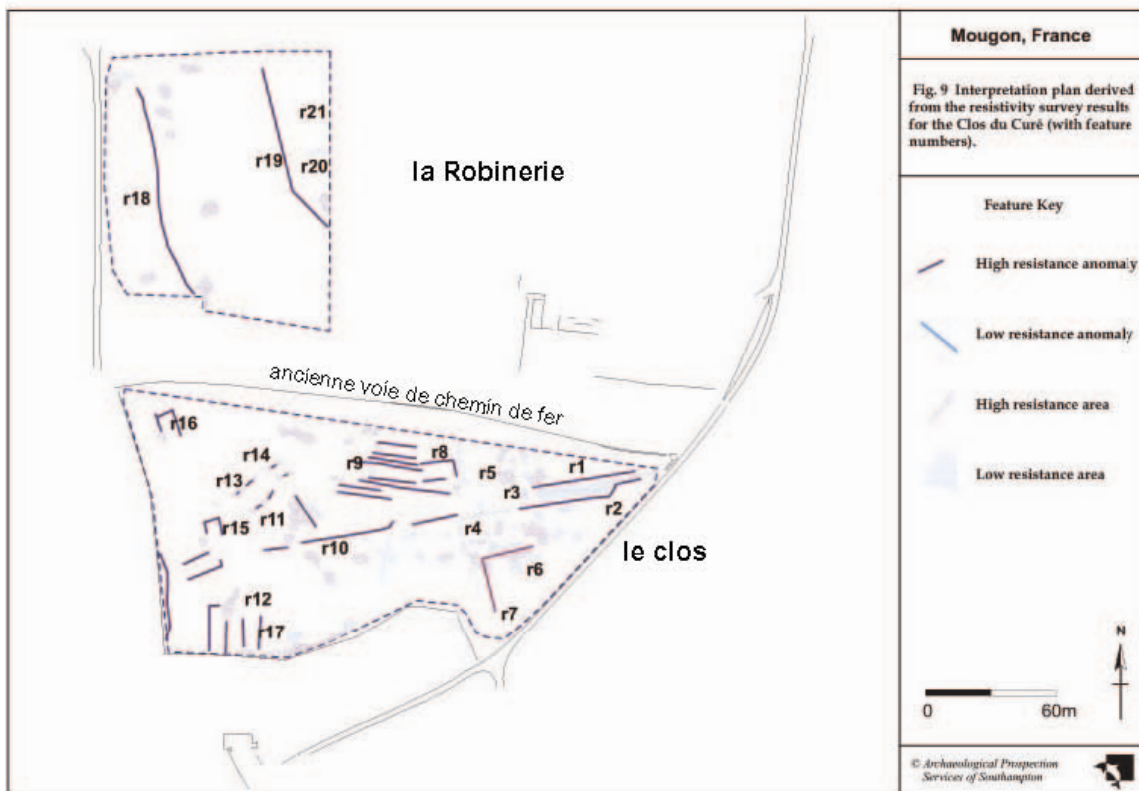 Mougon, France
Fig. 9 Interpretation plan derived
from the resistivity survey results
for the Clos du Curé (with feature
numbers).
Feature Key
High resistance anomaly
Low resistance anomaly
High resistance area
Low resistance area
N
0 60m
© Archaeological Prospection
Services of Southampton
r21
r19 r20
la Robinerie
r18
ancienne voie de chemin de fer
r16
r14
r9
r8
r5
r1
r13
r3
r2
r15
r11
r4
r10
le clos
r6
r12
r7
r17